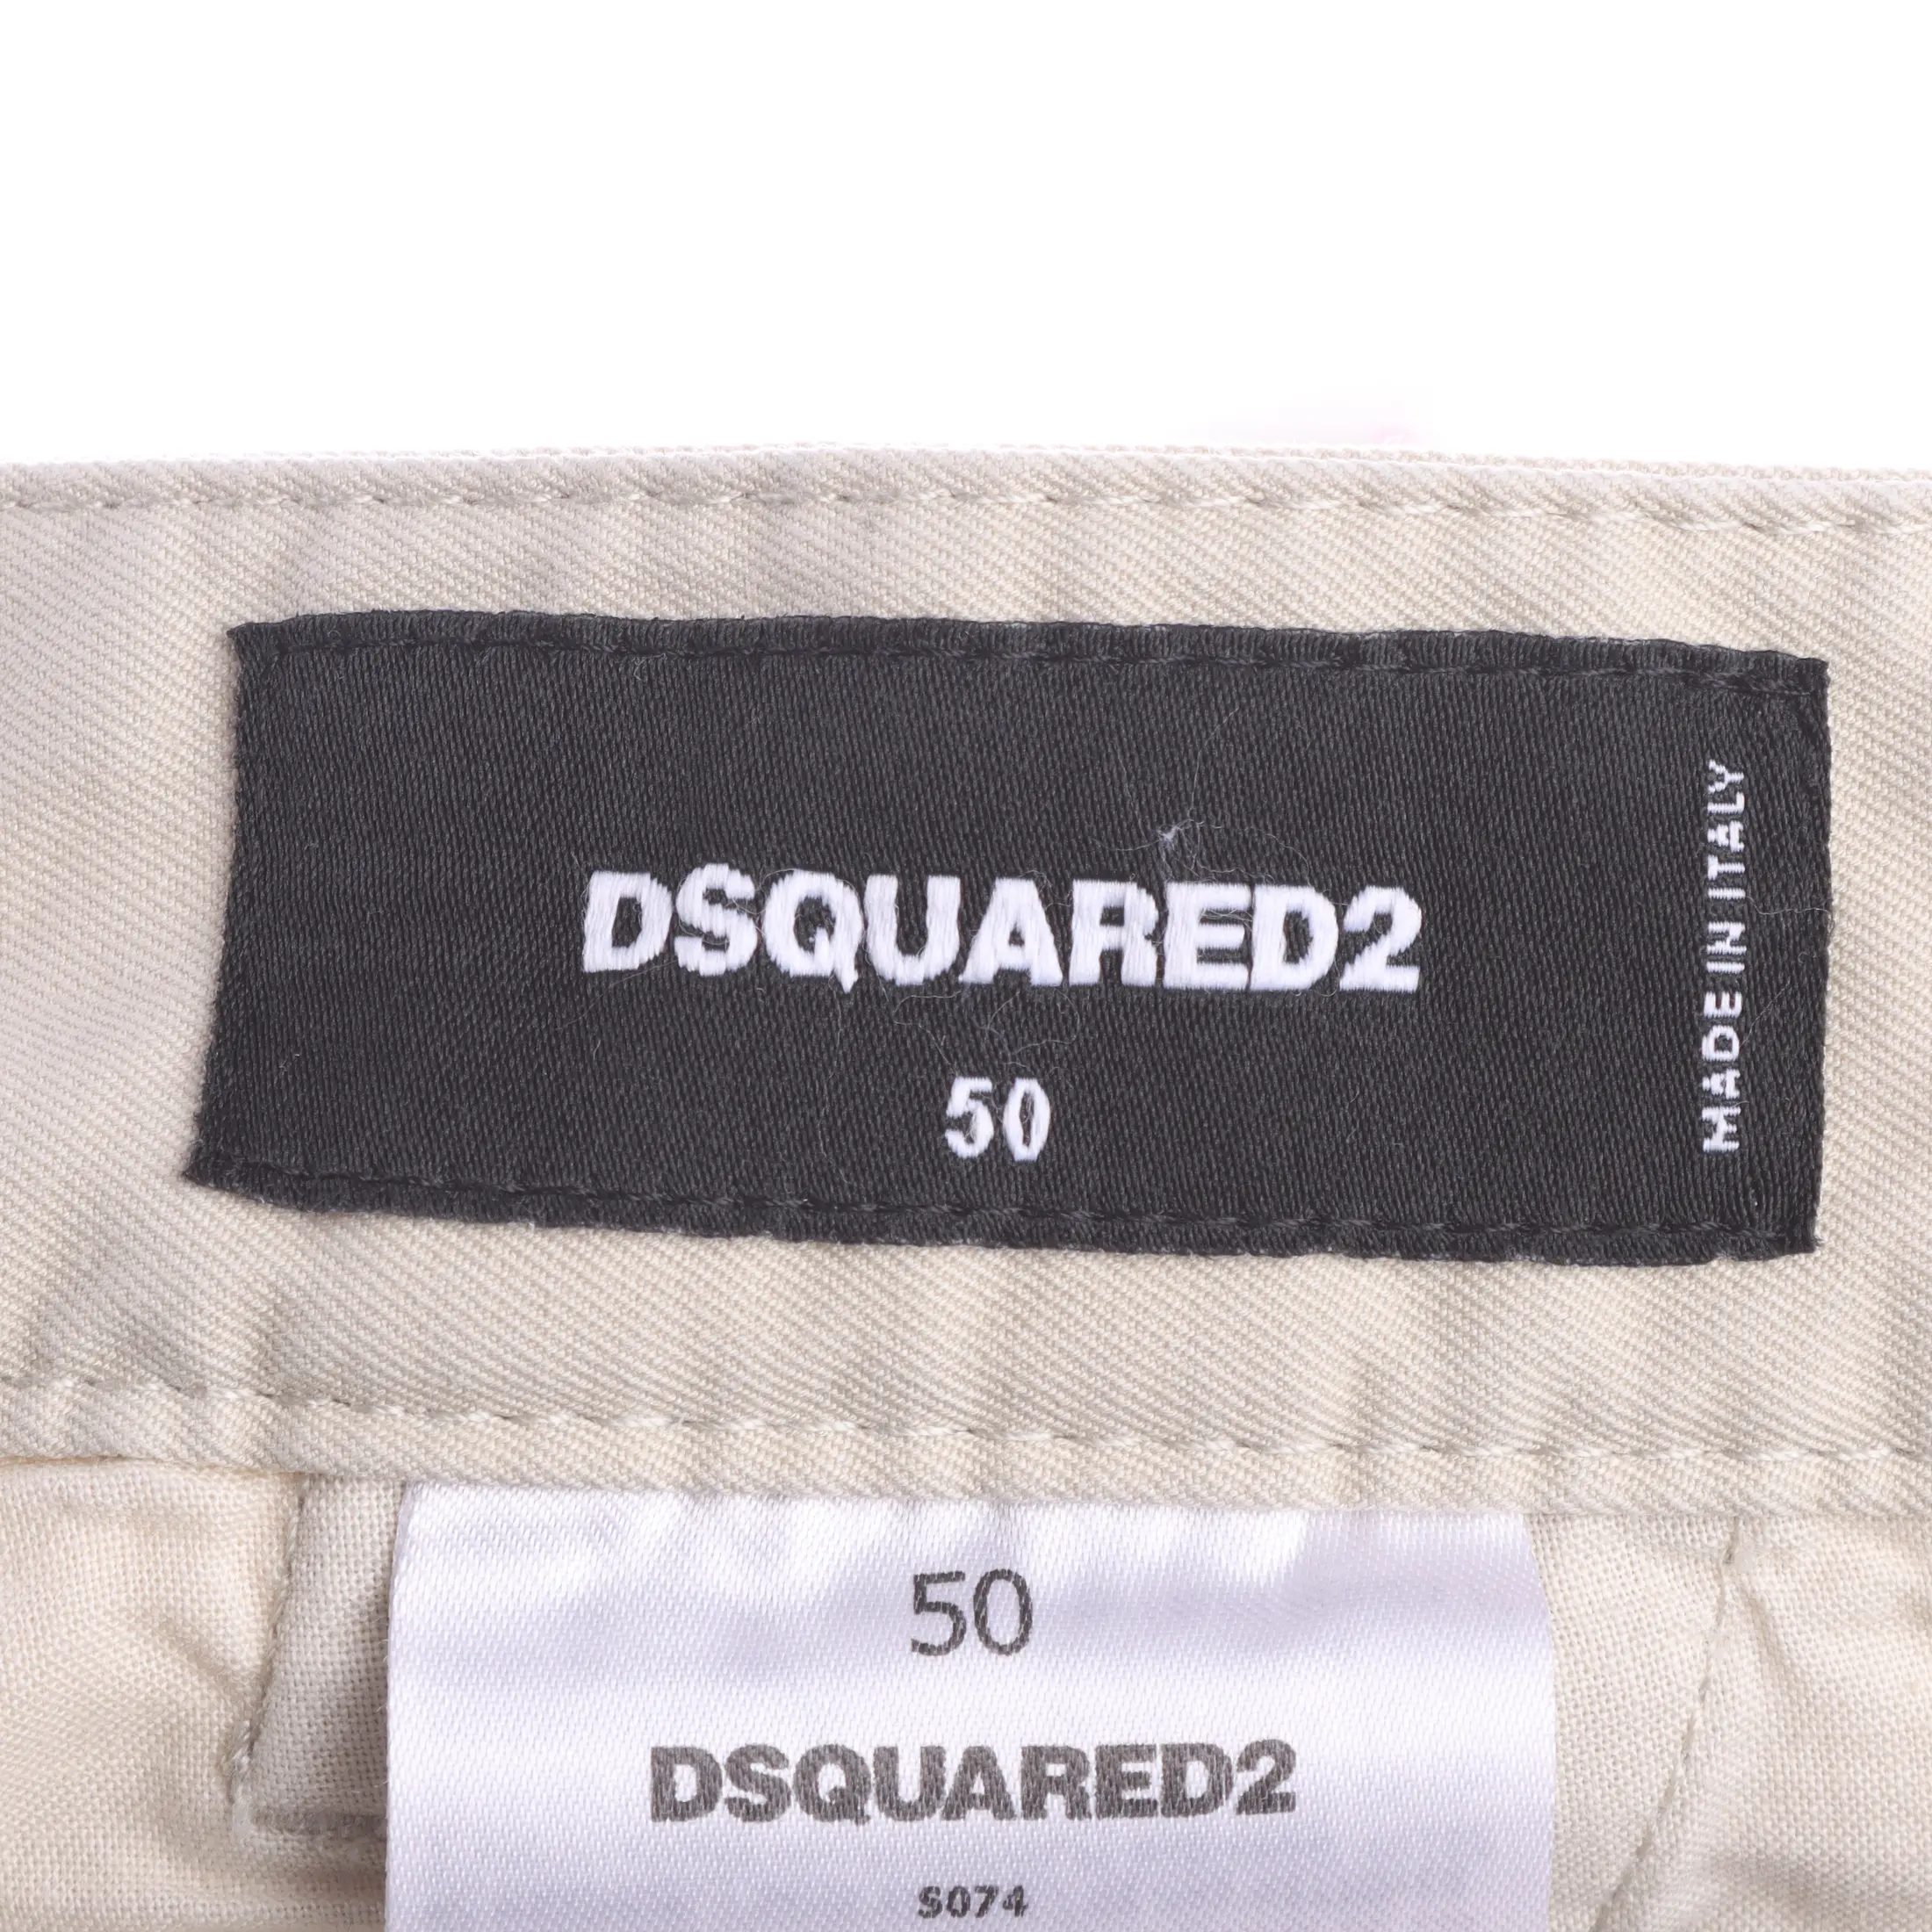 DSQUARED2
50
MADE IN ITALY
50
DSQUARED2
S074